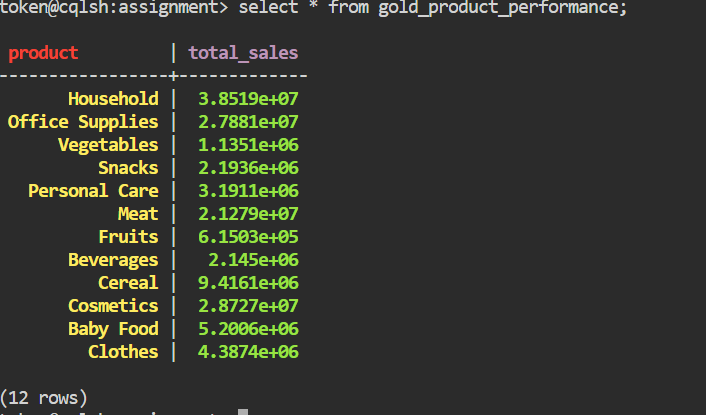 token@cqlsh:assignment> select * from gold_product_performance;
product | total_sales
-----------------+-------------
Household | 3.8519e+07
Office Supplies | 2.7881e+07
Vegetables | 1.1351e+06
Snacks | 2.1936e+06
Personal Care | 3.1911e+06
Meat | 2.1279e+07
Fruits | 6.1503e+05
Beverages | 2.145e+06
Cereal | 9.4161e+06
Cosmetics | 2.8727e+07
Baby Food | 5.2006e+06
Clothes | 4.3874e+06
(12 rows)